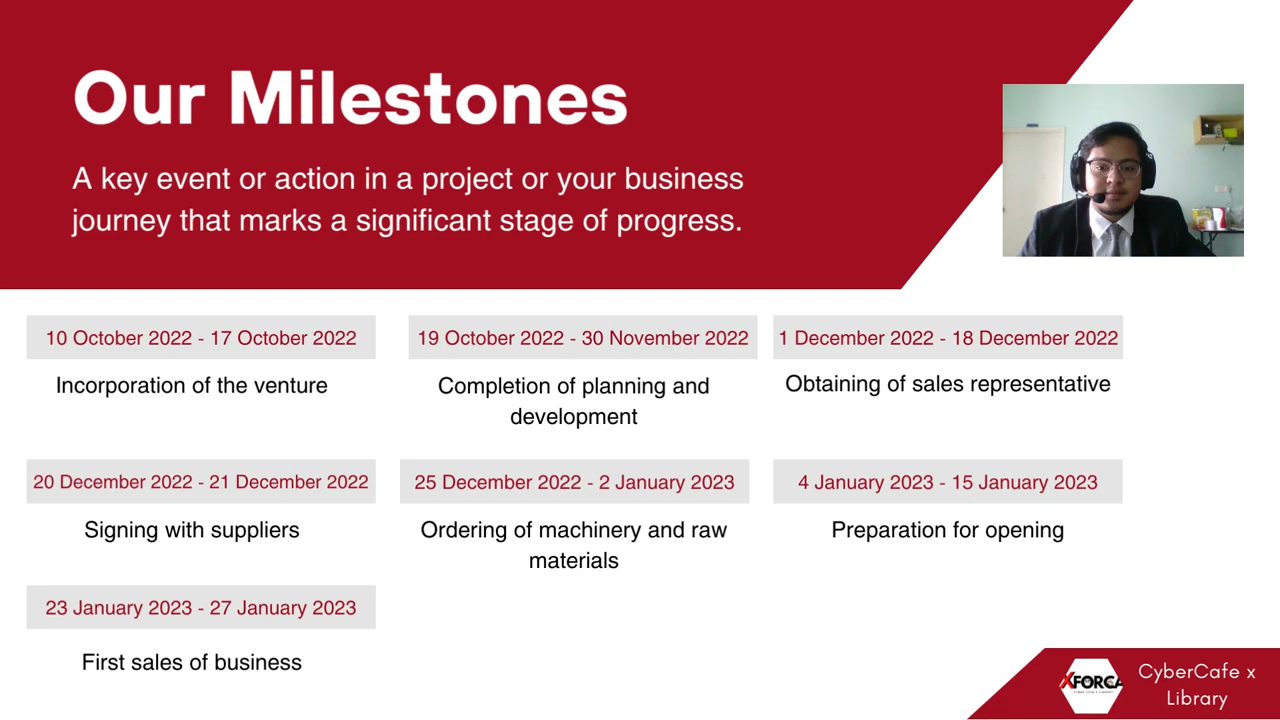 Our Milestones
A key event or action in a project or your business
journey that marks a significant stage of progress.
10 October 2022 - 17 October 2022
Incorporation of the venture
19 October 2022 - 30 November 2022
Completion of planning and
development
1 December 2022 - 18 December 2022
Obtaining of sales representative
20 December 2022 - 21 December 2022
Signing with suppliers
25 December 2022 - 2 January 2023
Ordering of machinery and raw
materials
4 January 2023 - 15 January 2023
Preparation for opening
23 January 2023 - 27 January 2023
First sales of business
XFORCA
CyberCafe x
Library